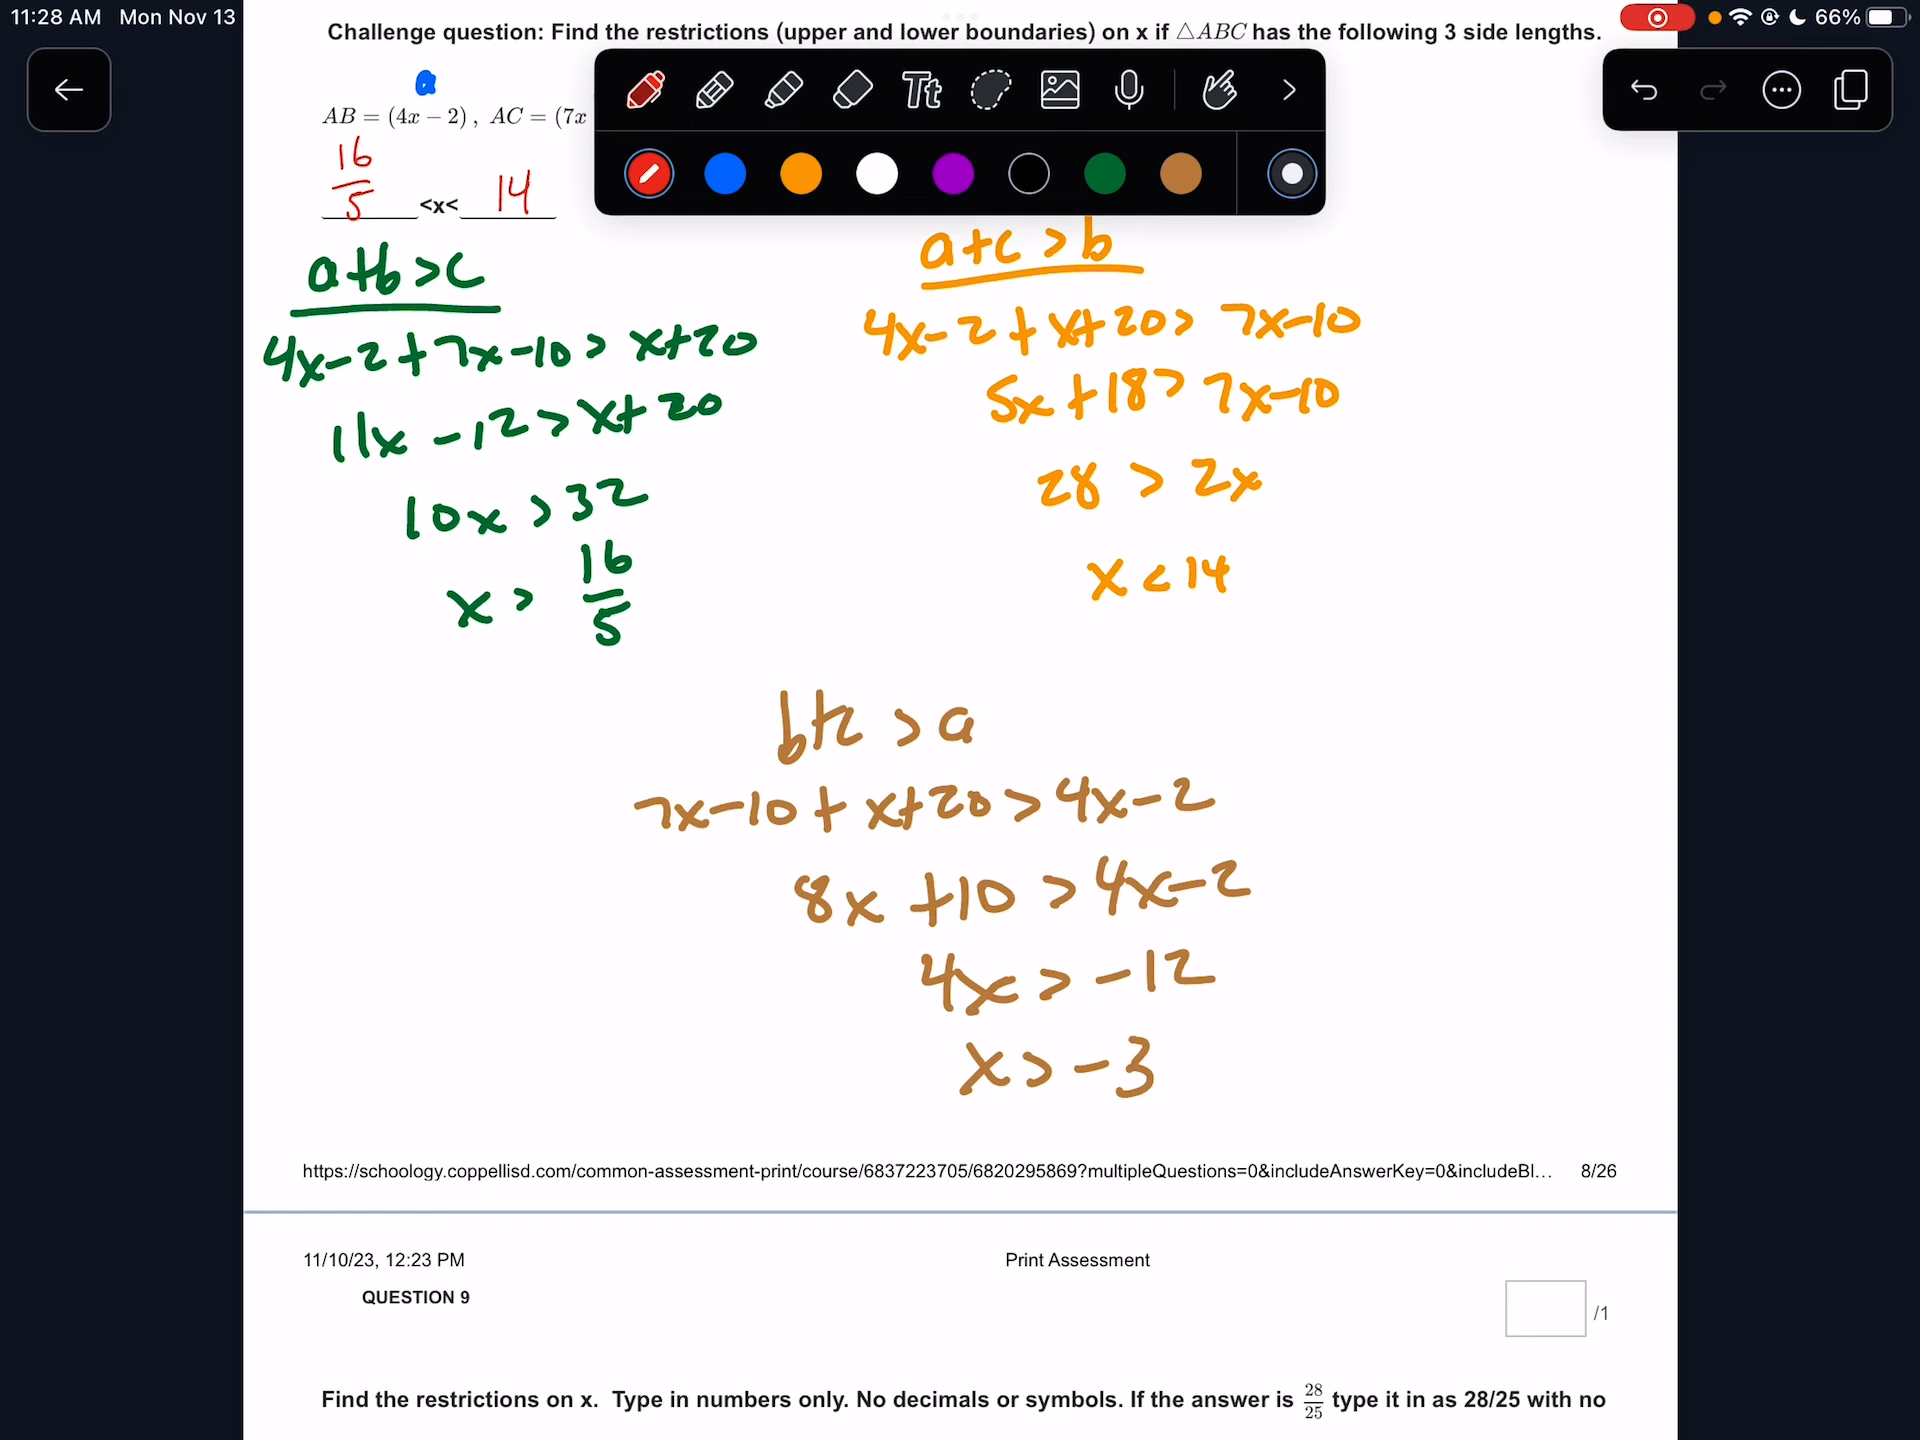 11:28 AM Mon Nov 13
66%
Challenge question: Find the restrictions (upper and lower boundaries) on x if △ABC has the following 3 side lengths.
a
AB = (4x − 2), AC = (7x
Tt
16/5 <x< 14
a+b>c
4x-2+7x-10> x+20
11x -12>x+20
10x >32
x> 16/5
a+c >b
4x-2+x+20> 7x-10
5x+18>7x-10
28 > 2x
x<14
b+c >a
7x-10+x+20>4x-2
8x +10 >4x-2
4x>-12
x>-3
https://schoology.coppellisd.com/common-assessment-print/course/6837223705/6820295869?multipleQuestions=0&includeAnswerKey=0&includeBl… 8/26
11/10/23, 12:23 PM Print Assessment
QUESTION 9
/1
Find the restrictions on x. Type in numbers only. No decimals or symbols. If the answer is 28/25 type it in as 28/25 with no